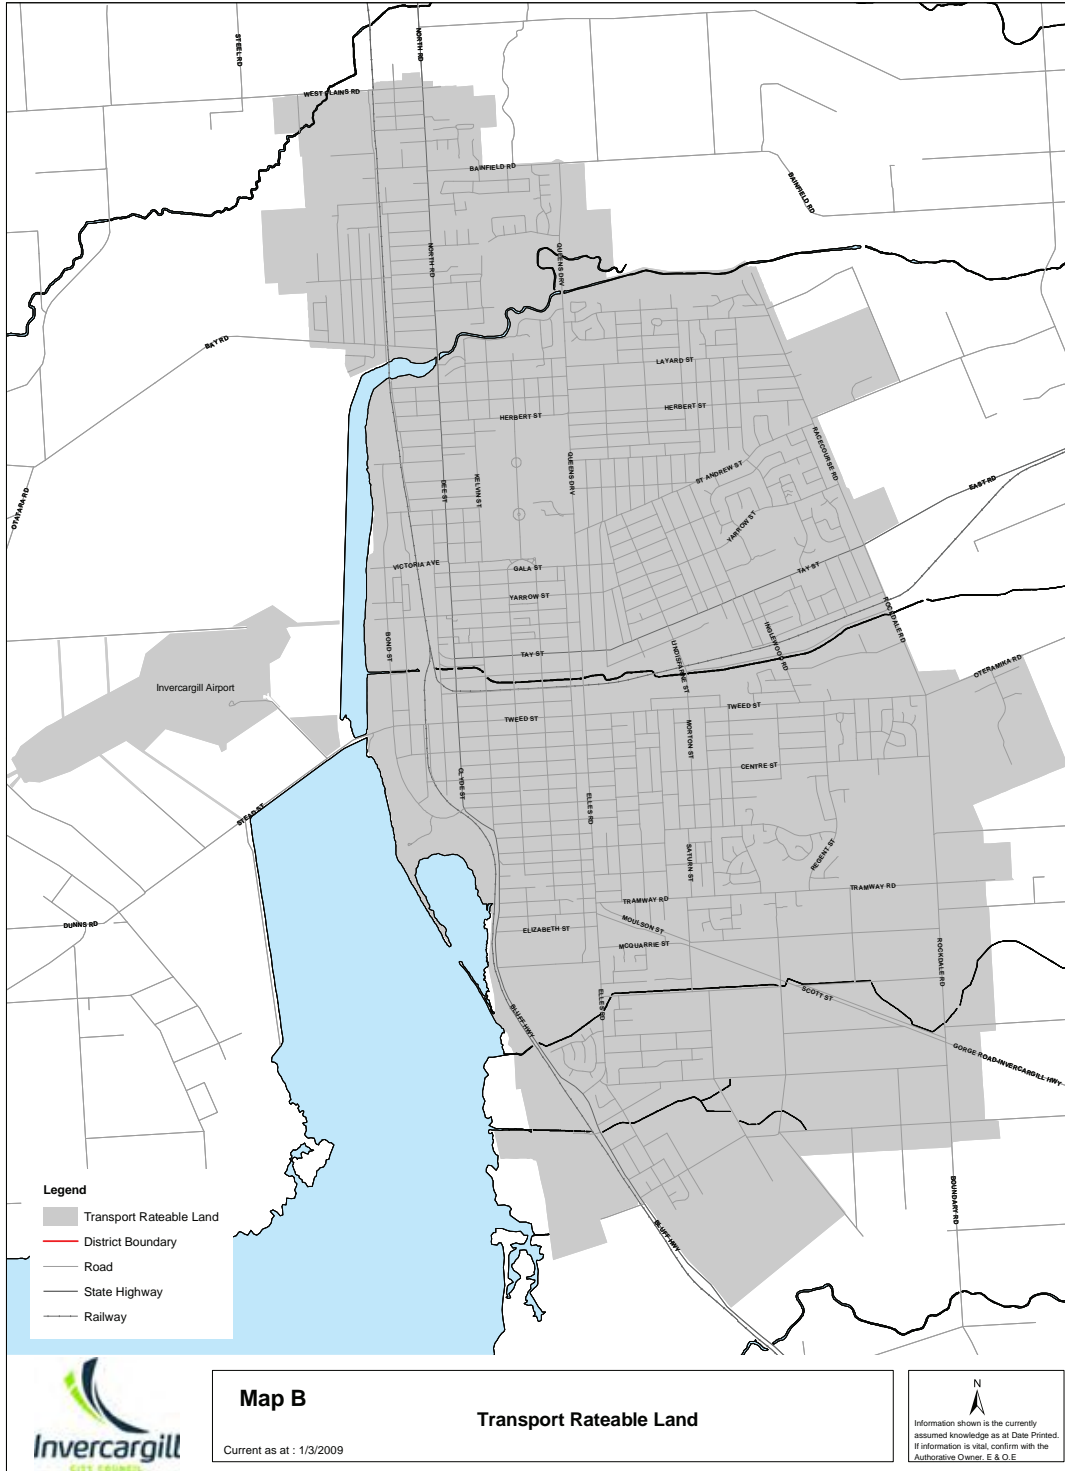 STEEL RD
NORTH RD
WEST PLAINS RD
BAINFIELD RD
BAINFIELD RD
NORTH RD
QUEENS DRV
BAY RD
LAYARD ST
HERBERT ST
HERBERT ST
RACECOURSE RD
OTATARA RD
DEE ST
KELVIN ST
QUEENS DRV
ST ANDREW ST
EAST RD
YARROW ST
VICTORIA AVE
GALA ST
TAY ST
YARROW ST
ROCKDALE RD
BOND ST
TAY ST
LINDISFARNE ST
INGLEWOOD RD
OTERAMIKA RD
Invercargill Airport
TWEED ST
TWEED ST
MORTON ST
CENTRE ST
CLYDE ST
ELLES RD
STEAD ST
SATURN ST
REGENT ST
TRAMWAY RD
TRAMWAY RD
DUNNS RD
ELIZABETH ST
MOULSON ST
MCQUARRIE ST
ROCKDALE RD
ELLES RD
SCOTT ST
BLUFF HWY
GORGE ROAD-INVERCARGILL HWY
BOUNDARY RD
BLUFF HWY
Legend
Transport Rateable Land
District Boundary
Road
State Highway
Railway
Invercargill
CITY COUNCIL
Map B
Transport Rateable Land
Current as at : 1/3/2009
N
Information shown is the currently
assumed knowledge as at Date Printed.
If information is vital, confirm with the
Authorative Owner. E & O.E